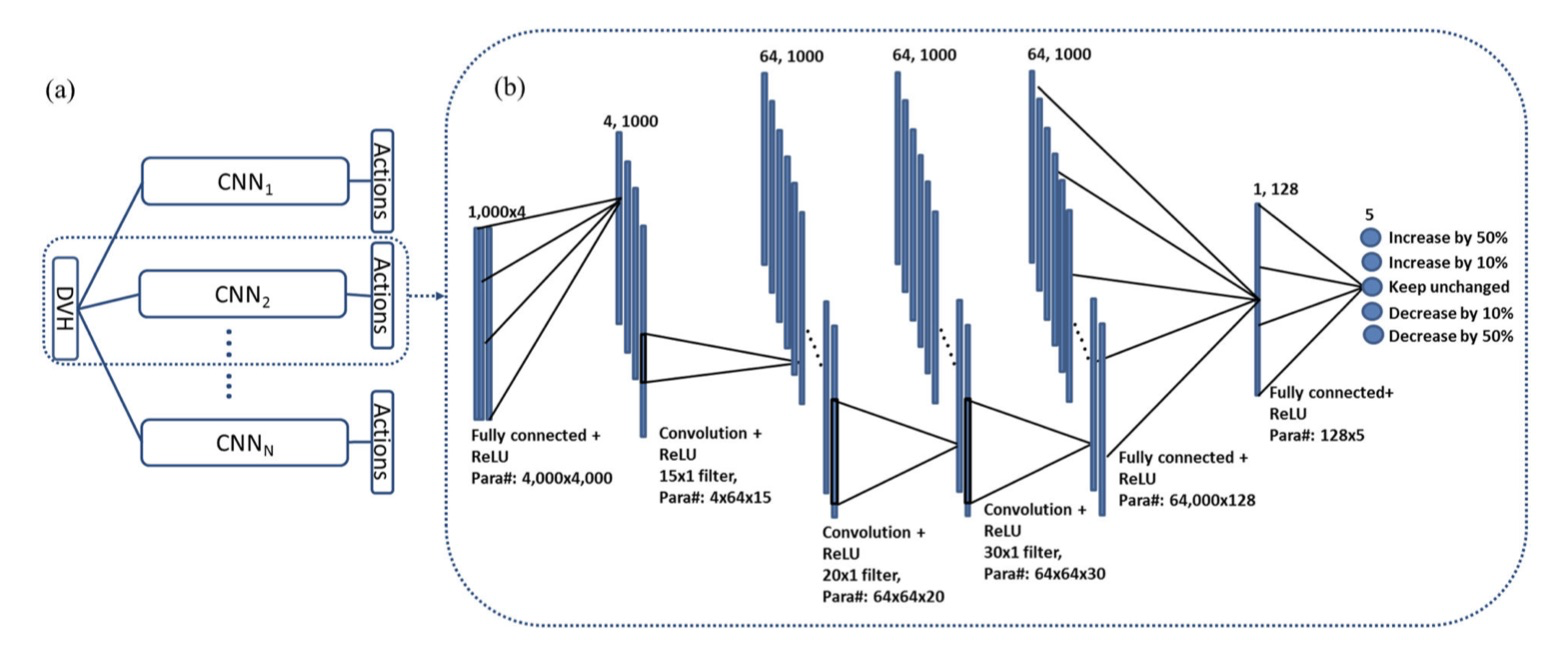 (a)
DVH
CNN1
Actions
CNN2
Actions
CNNN
Actions
(b)
1,000x4
Fully connected +
ReLU
Para#: 4,000x4,000
4, 1000
Convolution +
ReLU
15x1 filter,
Para#: 4x64x15
64, 1000
Convolution +
ReLU
20x1 filter,
Para#: 64x64x20
64, 1000
Convolution +
ReLU
30x1 filter,
Para#: 64x64x30
64, 1000
Fully connected +
ReLU
Para#: 64,000x128
1, 128
Fully connected+
ReLU
Para#: 128x5
5
Increase by 50%
Increase by 10%
Keep unchanged
Decrease by 10%
Decrease by 50%